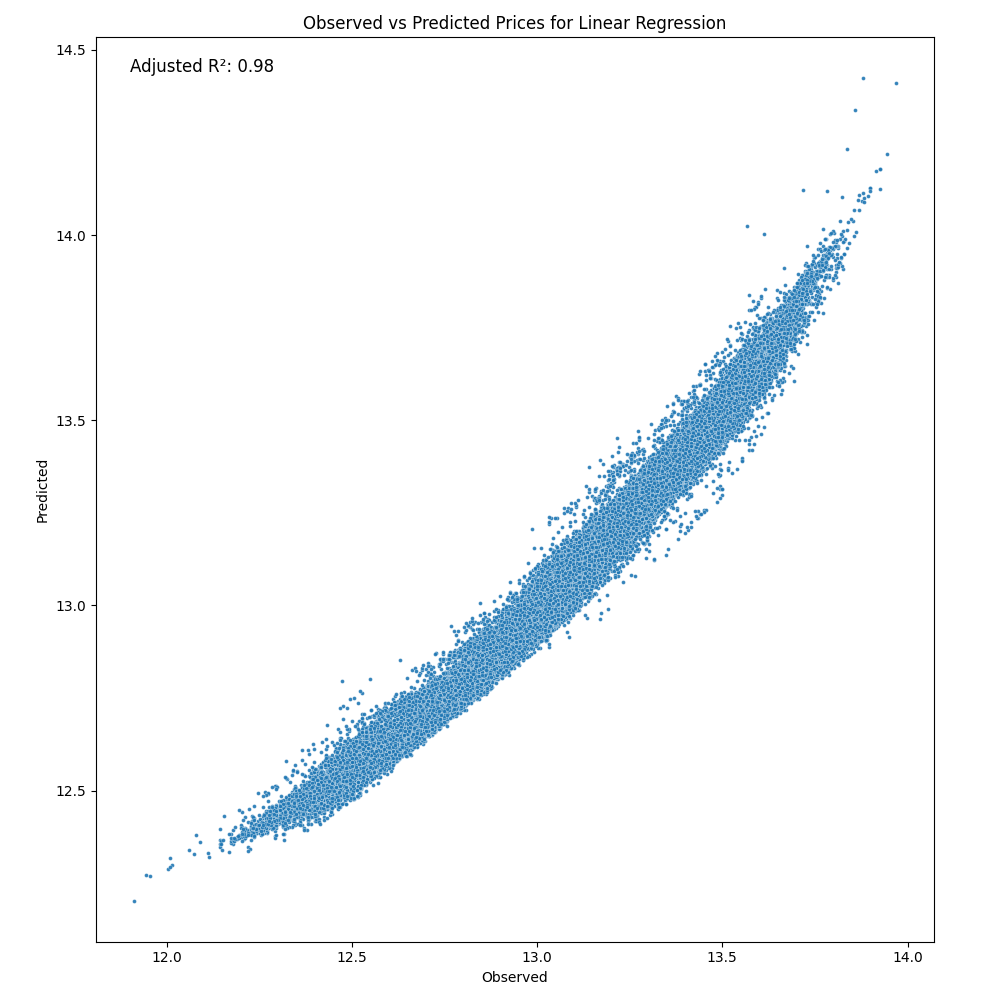 Observed vs Predicted Prices for Linear Regression
Adjusted R²: 0.98
14.5
14.0
13.5
13.0
12.5
Predicted
12.0
12.5
13.0
13.5
14.0
Observed